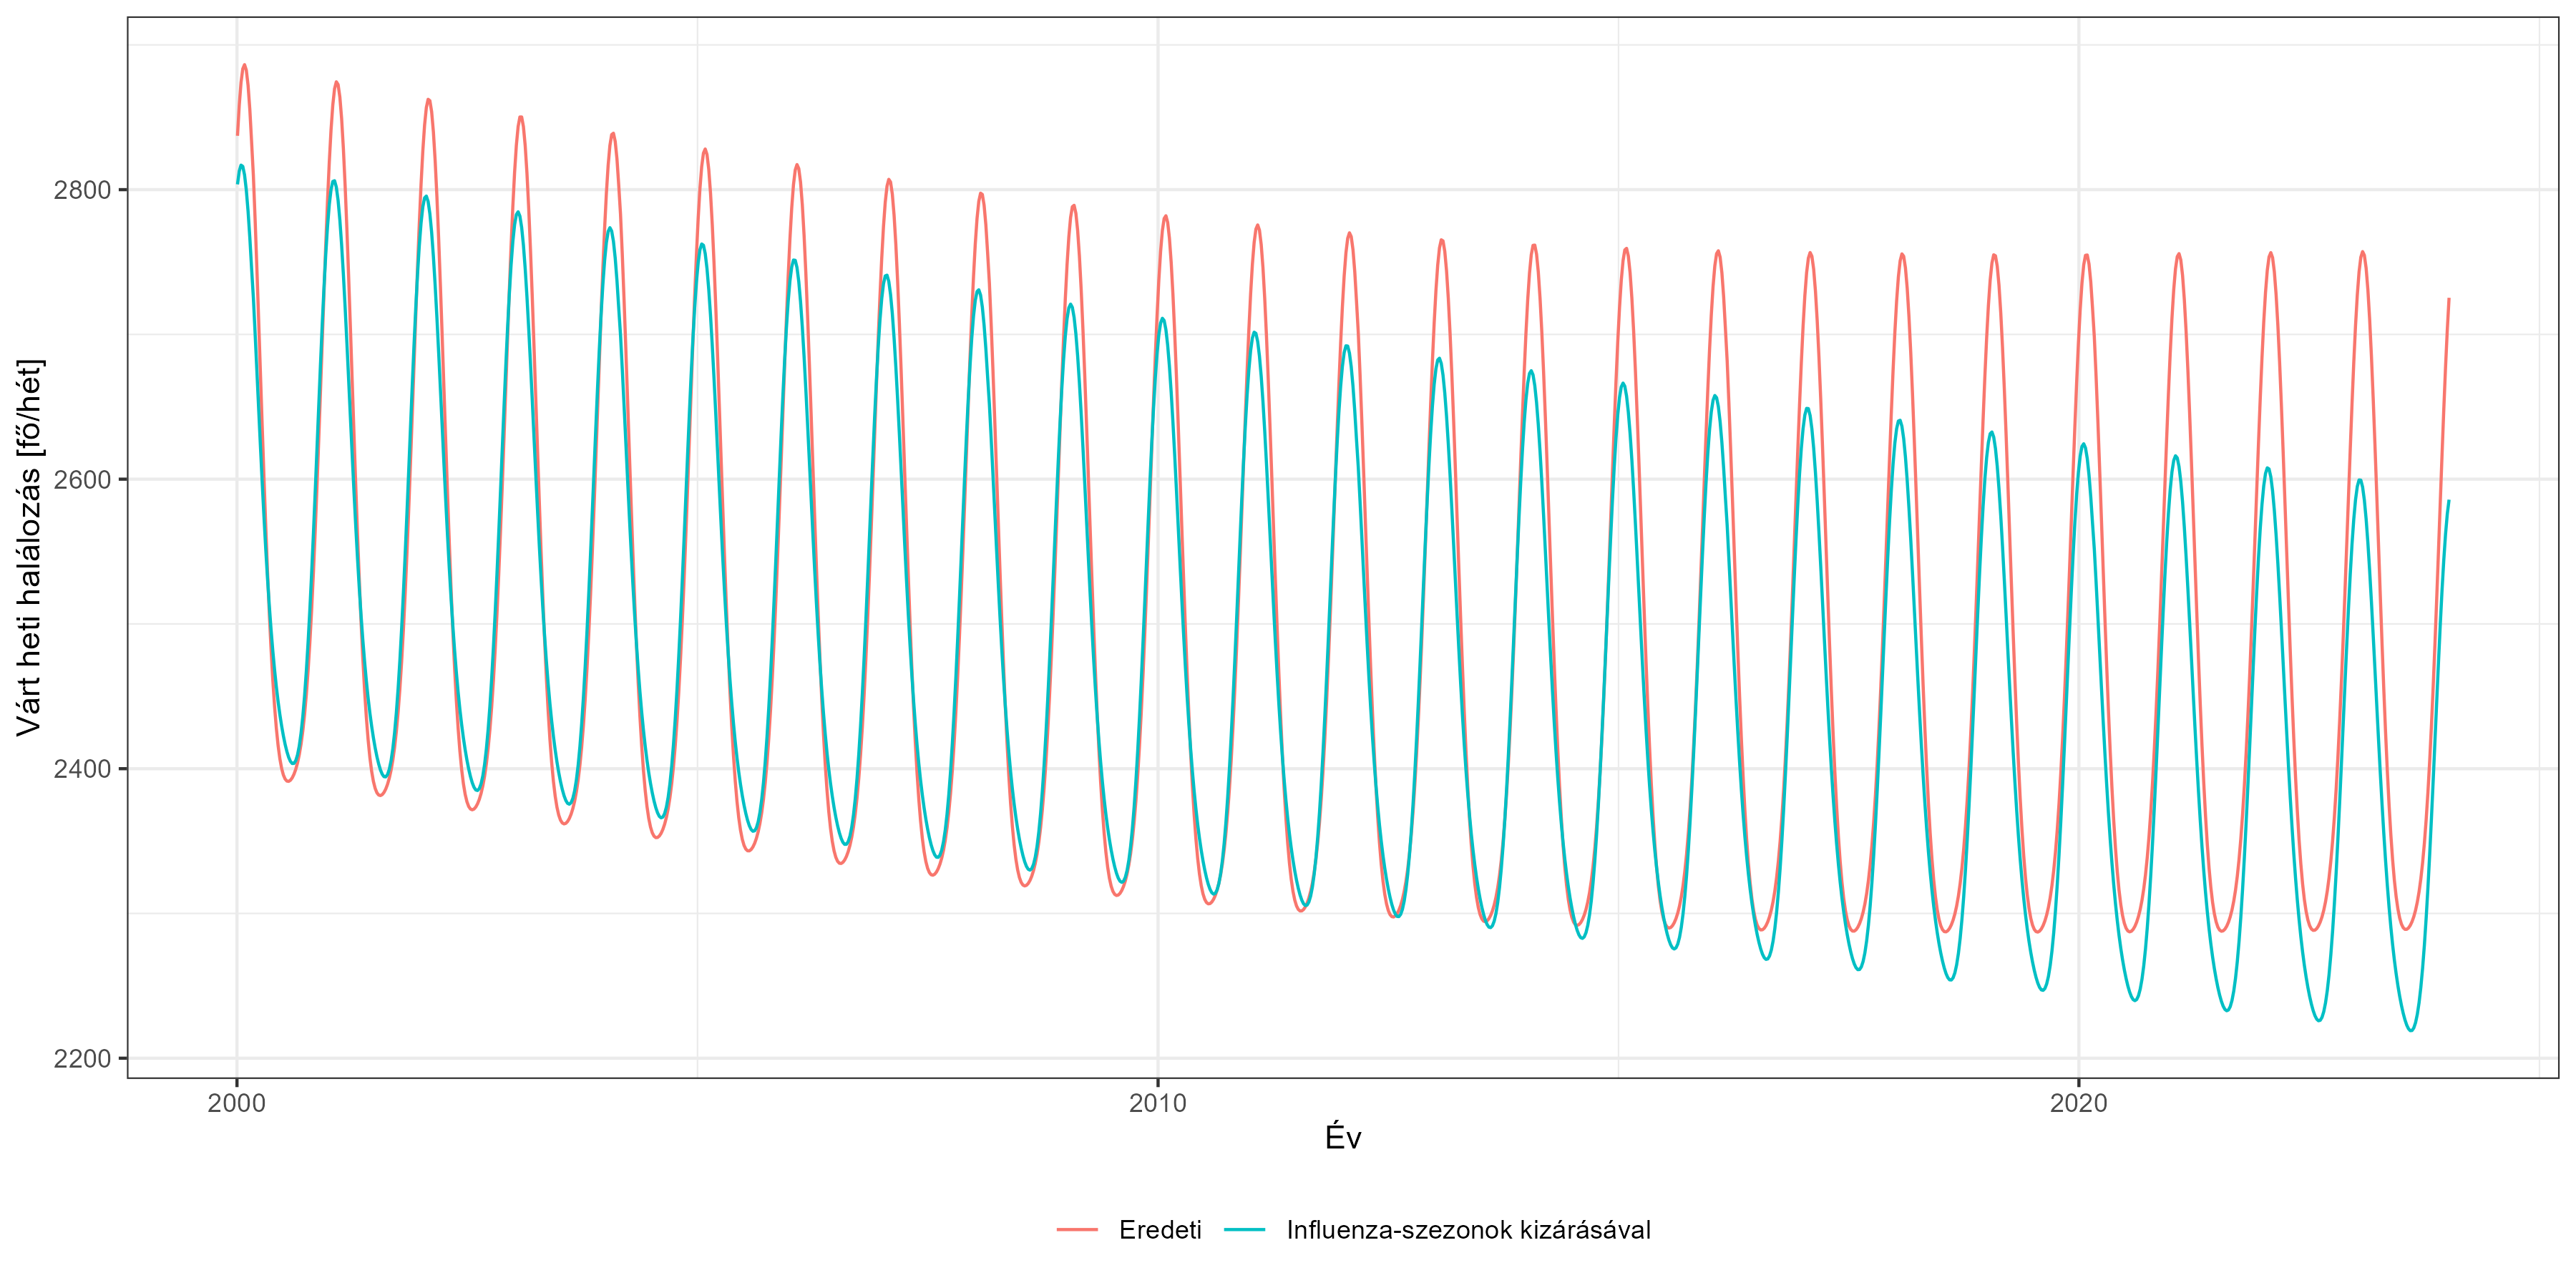 Várt heti halálozás [fő/hét]
2800
2600
2400
2200
2000
2010
2020
Év
Eredeti
Influenza-szezonok kizárásával